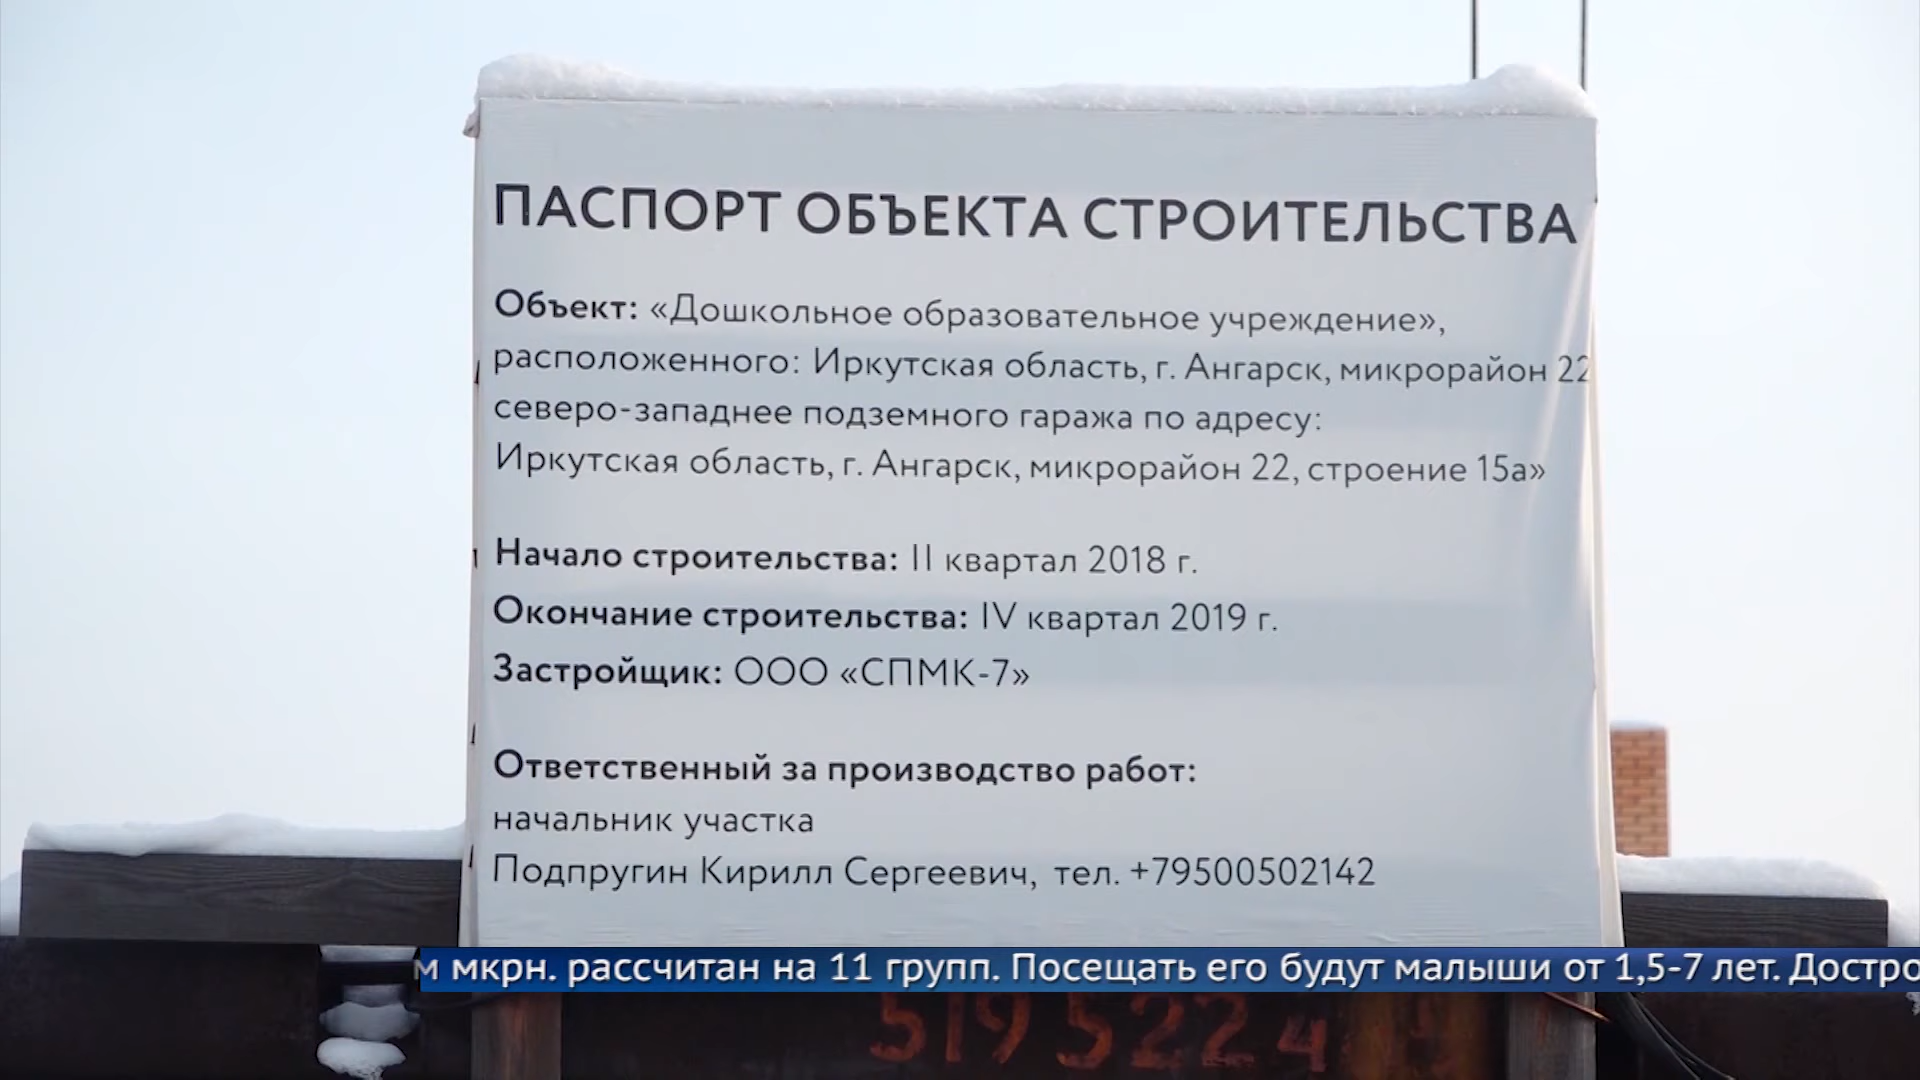 ПАСПОРТ ОБЪЕКТА СТРОИТЕЛЬСТВА
Объект: «Дошкольное образовательное учреждение»,
расположенного: Иркутская область, г. Ангарск, микрорайон 22
северо-западнее подземного гаража по адресу:
Иркутская область, г. Ангарск, микрорайон 22, строение 15а»
Начало строительства: II квартал 2018 г.
Окончание строительства: IV квартал 2019 г.
Застройщик: ООО «СПМК-7»
Ответственный за производство работ:
начальник участка
Подпругин Кирилл Сергеевич, тел. +79500502142
м мкрн. рассчитан на 11 групп. Посещать его будут малыши от 1,5-7 лет. Достро
5195224